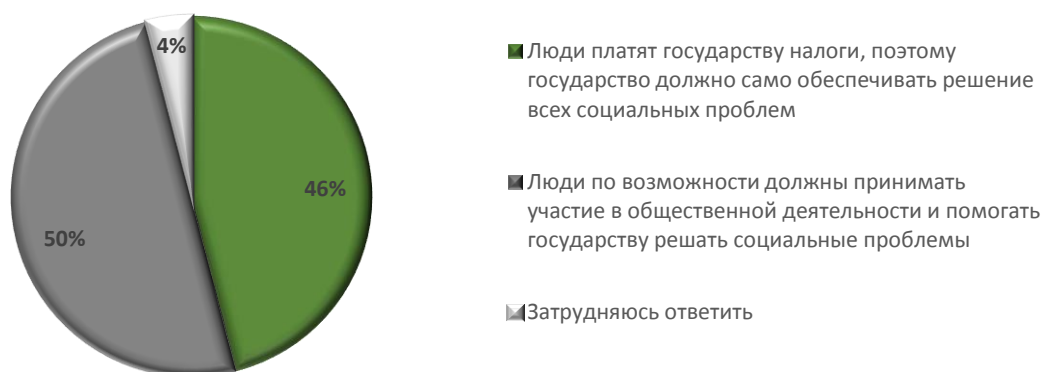 4%
46%
50%
Люди платят государству налоги, поэтому
государство должно само обеспечивать решение
всех социальных проблем
Люди по возможности должны принимать
участие в общественной деятельности и помогать
государству решать социальные проблемы
Затрудняюсь ответить